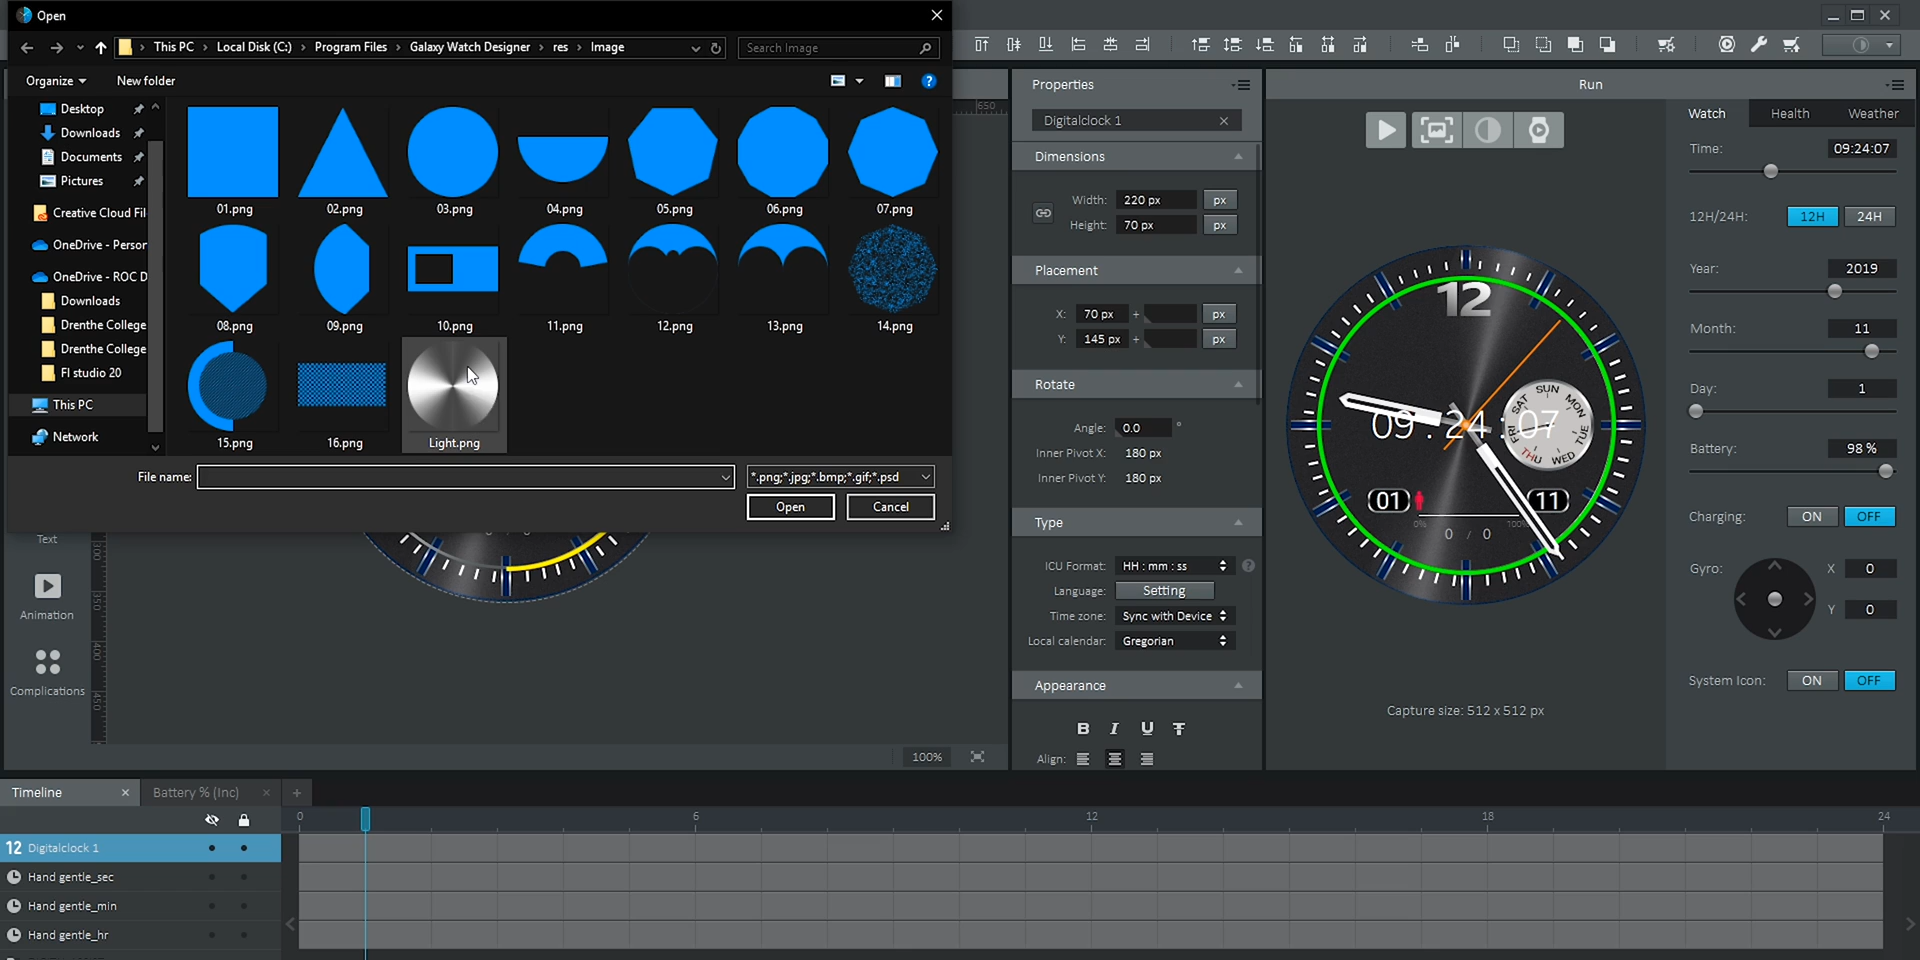 Open
This PC > Local Disk (C:) > Program Files > Galaxy Watch Designer > res > Image
Search Image
Organize
New folder
Desktop
Downloads
Documents
Pictures
Creative Cloud Fil
OneDrive - Persor
OneDrive - ROC D
Downloads
Drenthe College
Drenthe College
Fl studio 20
This PC
Network
01.png 02.png 03.png 04.png 05.png 06.png 07.png
08.png 09.png 10.png 11.png 12.png 13.png 14.png
15.png 16.png Light.png
File name:
*.png;*.jpg;*.bmp;*.gif;*.psd
Open Cancel
Text
Animation
Complications
300
350
400
450
650
100%
Properties
Digitalclock 1
Dimensions
Width: 220 px px
Height: 70 px px
Placement
X: 70 px + px
Y: 145 px + px
Rotate
Angle: 0.0 °
Inner Pivot X: 180 px
Inner Pivot Y: 180 px
Type
ICU Format: HH : mm : ss
Language: Setting
Time zone: Sync with Device
Local calendar: Gregorian
Appearance
B I U T
Align:
Run
12
09 : 24 : 07
SUN
MON
TUE
WED
THU
FRI
SAT
01
11
0% 100%
0 / 0
Capture size: 512 x 512 px
Watch Health Weather
Time: 09:24:07
12H/24H: 12H 24H
Year: 2019
Month: 11
Day: 1
Battery: 98 %
Charging: ON OFF
Gyro: X 0
Y 0
System Icon: ON OFF
Timeline
Battery % (Inc)
0 6 12 18 24
12 Digitalclock 1
Hand gentle_sec
Hand gentle_min
Hand gentle_hr